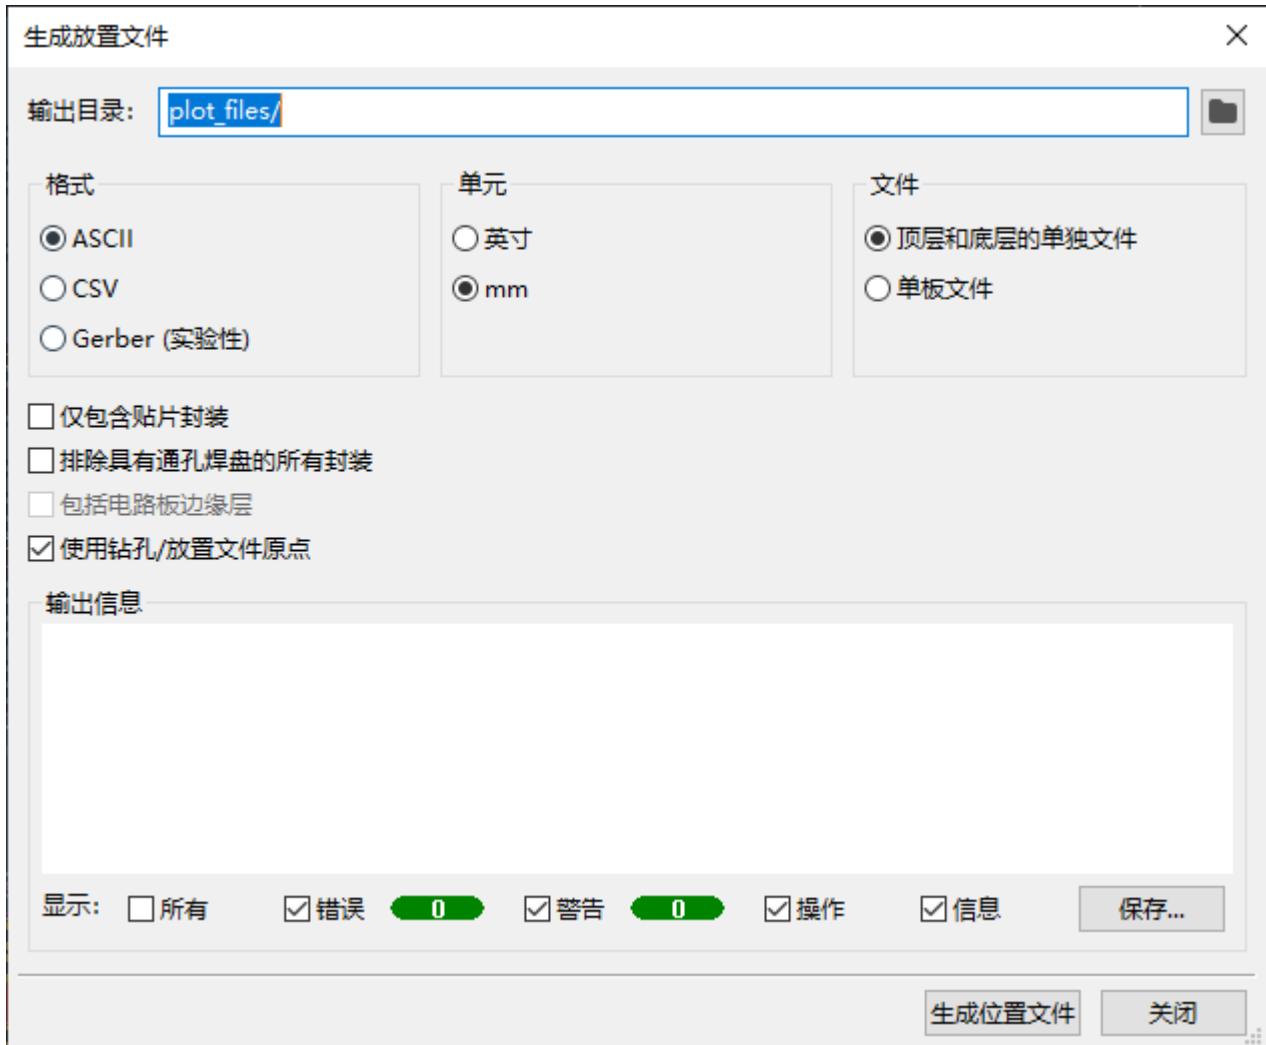 生成放置文件
输出目录: plot_files/
格式 单元 文件
ASCII 英寸 顶层和底层的单独文件
CSV mm 单板文件
Gerber (实验性)
仅包含贴片封装
排除具有通孔焊盘的所有封装
包括电路板边缘层
使用钻孔/放置文件原点
输出信息
显示: 所有 错误 0 警告 0 操作 信息 保存...
生成位置文件 关闭